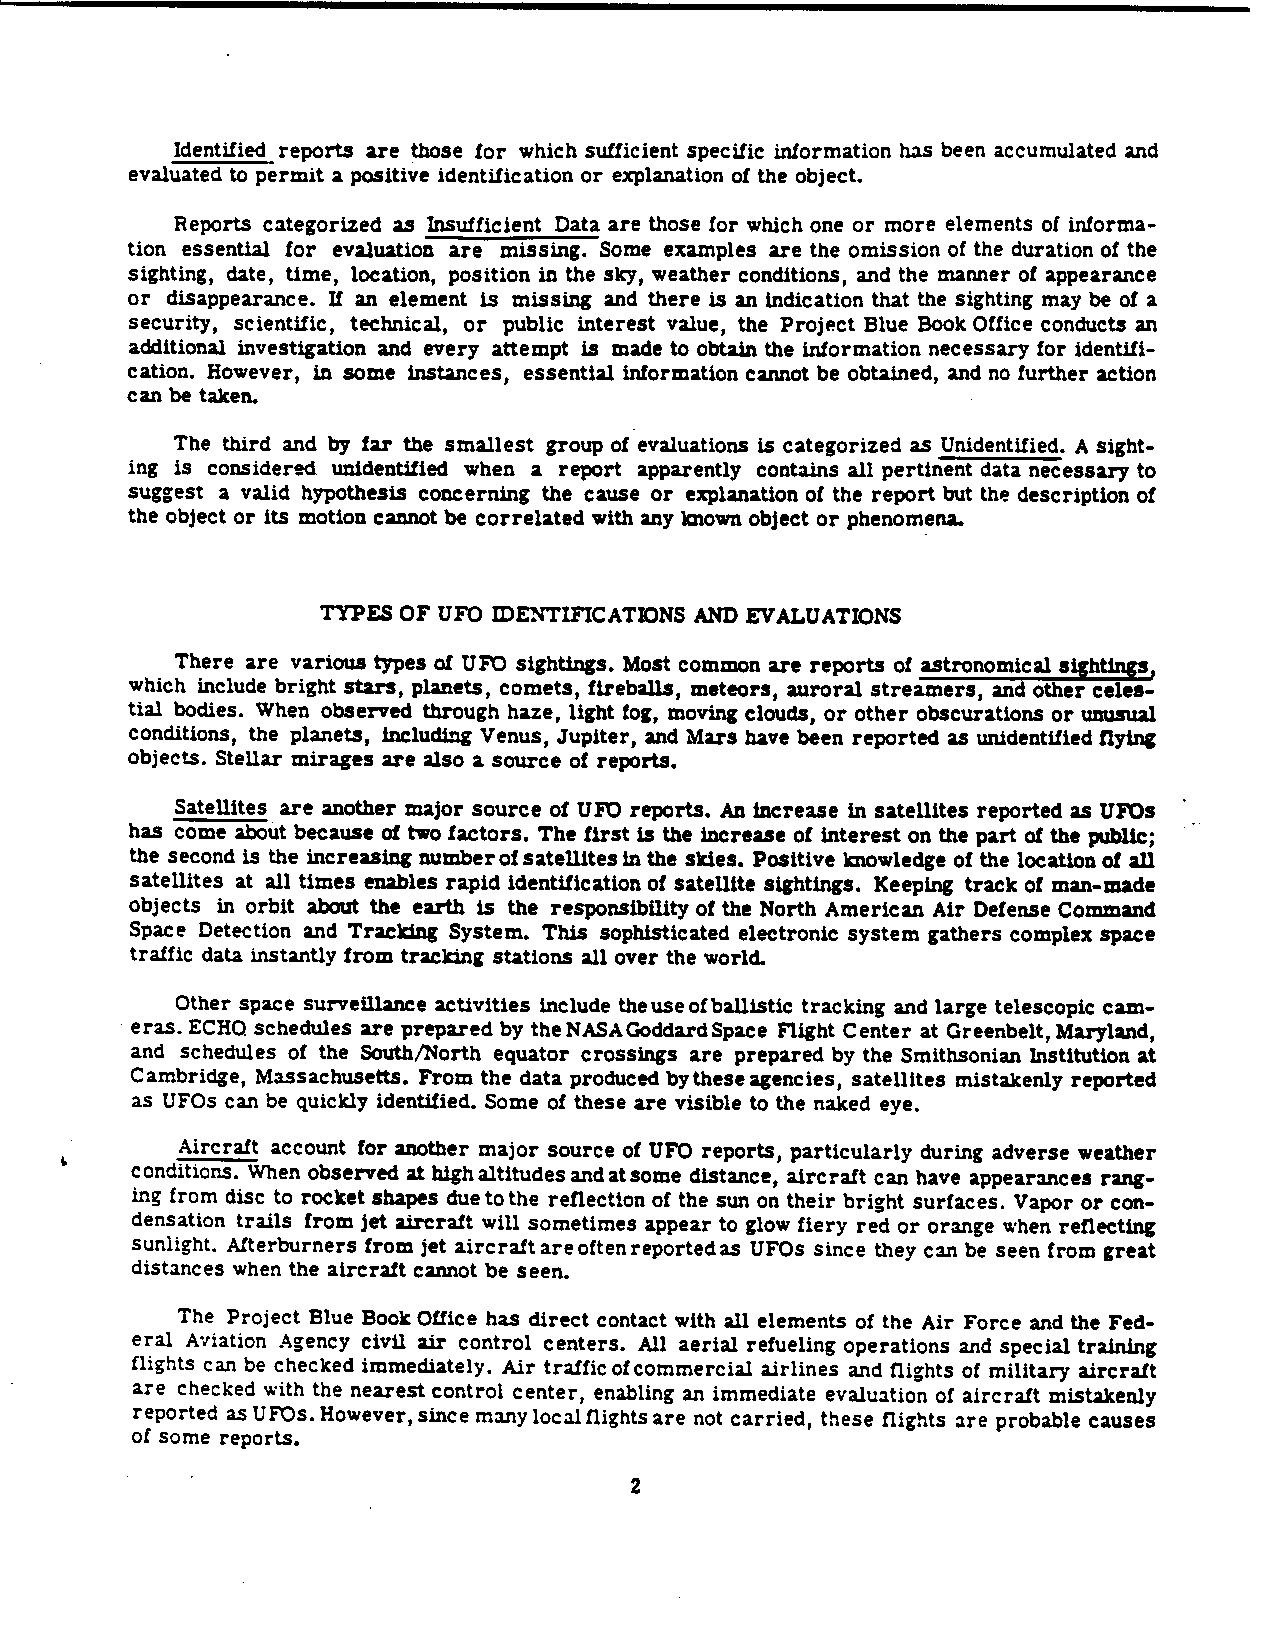 Identified reports are those for which sufficient specific information has been accumulated and
evaluated to permit a positive identification or explanation of the object.
Reports categorized as Insufficient Data are those for which one or more elements of informa-
tion essential for evaluation are missing. Some examples are the omission of the duration of the
sighting, date, time, location, position in the sky, weather conditions, and the manner of appearance
or disappearance. If an element is missing and there is an indication that the sighting may be of a
security, scientific, technical, or public interest value, the Project Blue Book Office conducts an
additional investigation and every attempt is made to obtain the information necessary for identifi-
cation. However, in some instances, essential information cannot be obtained, and no further action
can be taken.
The third and by far the smallest group of evaluations is categorized as Unidentified. A sight-
ing is considered unidentified when a report apparently contains all pertinent data necessary to
suggest a valid hypothesis concerning the cause or explanation of the report but the description of
the object or its motion cannot be correlated with any known object or phenomena.
TYPES OF UFO IDENTIFICATIONS AND EVALUATIONS
There are various types of UFO sightings. Most common are reports of astronomical sightings,
which include bright stars, planets, comets, fireballs, meteors, auroral streamers, and other celes-
tial bodies. When observed through haze, light fog, moving clouds, or other obscurations or unusual
conditions, the planets, including Venus, Jupiter, and Mars have been reported as unidentified flying
objects. Stellar mirages are also a source of reports.
Satellites are another major source of UFO reports. An increase in satellites reported as UFOs
has come about because of two factors. The first is the increase of interest on the part of the public;
the second is the increasing number of satellites in the skies. Positive knowledge of the location of all
satellites at all times enables rapid identification of satellite sightings. Keeping track of man-made
objects in orbit about the earth is the responsibility of the North American Air Defense Command
Space Detection and Tracking System. This sophisticated electronic system gathers complex space
traffic data instantly from tracking stations all over the world.
Other space surveillance activities include the use of ballistic tracking and large telescopic cam-
eras. ECHO schedules are prepared by the NASA Goddard Space Flight Center at Greenbelt, Maryland,
and schedules of the South/North equator crossings are prepared by the Smithsonian Institution at
Cambridge, Massachusetts. From the data produced by these agencies, satellites mistakenly reported
as UFOs can be quickly identified. Some of these are visible to the naked eye.
Aircraft account for another major source of UFO reports, particularly during adverse weather
conditions. When observed at high altitudes and at some distance, aircraft can have appearances rang-
ing from disc to rocket shapes due to the reflection of the sun on their bright surfaces. Vapor or con-
densation trails from jet aircraft will sometimes appear to glow fiery red or orange when reflecting
sunlight. Afterburners from jet aircraft are often reported as UFOs since they can be seen from great
distances when the aircraft cannot be seen.
The Project Blue Book Office has direct contact with all elements of the Air Force and the Fed-
eral Aviation Agency civil air control centers. All aerial refueling operations and special training
flights can be checked immediately. Air traffic of commercial airlines and flights of military aircraft
are checked with the nearest control center, enabling an immediate evaluation of aircraft mistakenly
reported as UFOs. However, since many local flights are not carried, these flights are probable causes
of some reports.
2